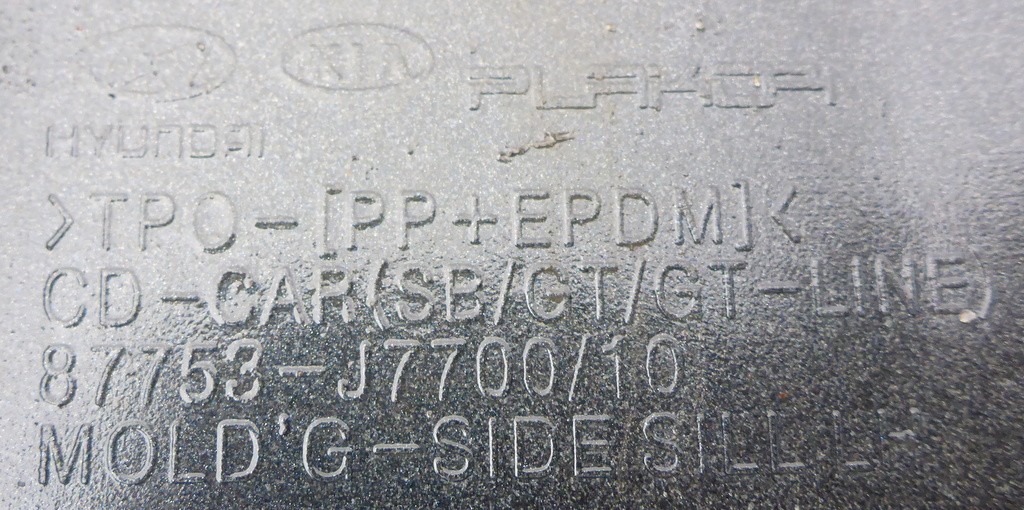 KIA PLAKOR
HYUNDAI
>TPO-[PP+EPDM]<
CD-CAR(SB/GT/GT-LINE)
87753-J7700/10
MOLD'G-SIDE SILL L